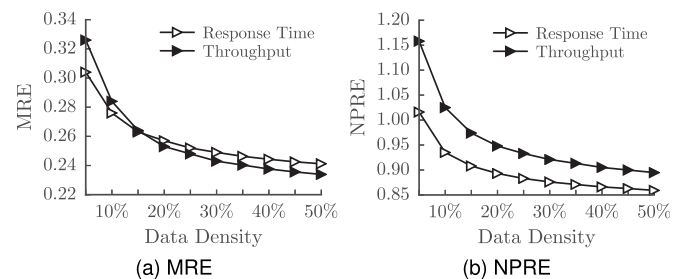 0.34
0.32
0.30
0.28
0.26
0.24
0.22
MRE
Response Time
Throughput
10% 20% 30% 40% 50%
Data Density
(a) MRE
1.20
1.15
1.10
1.05
1.00
0.95
0.90
0.85
NPRE
Response Time
Throughput
10% 20% 30% 40% 50%
Data Density
(b) NPRE